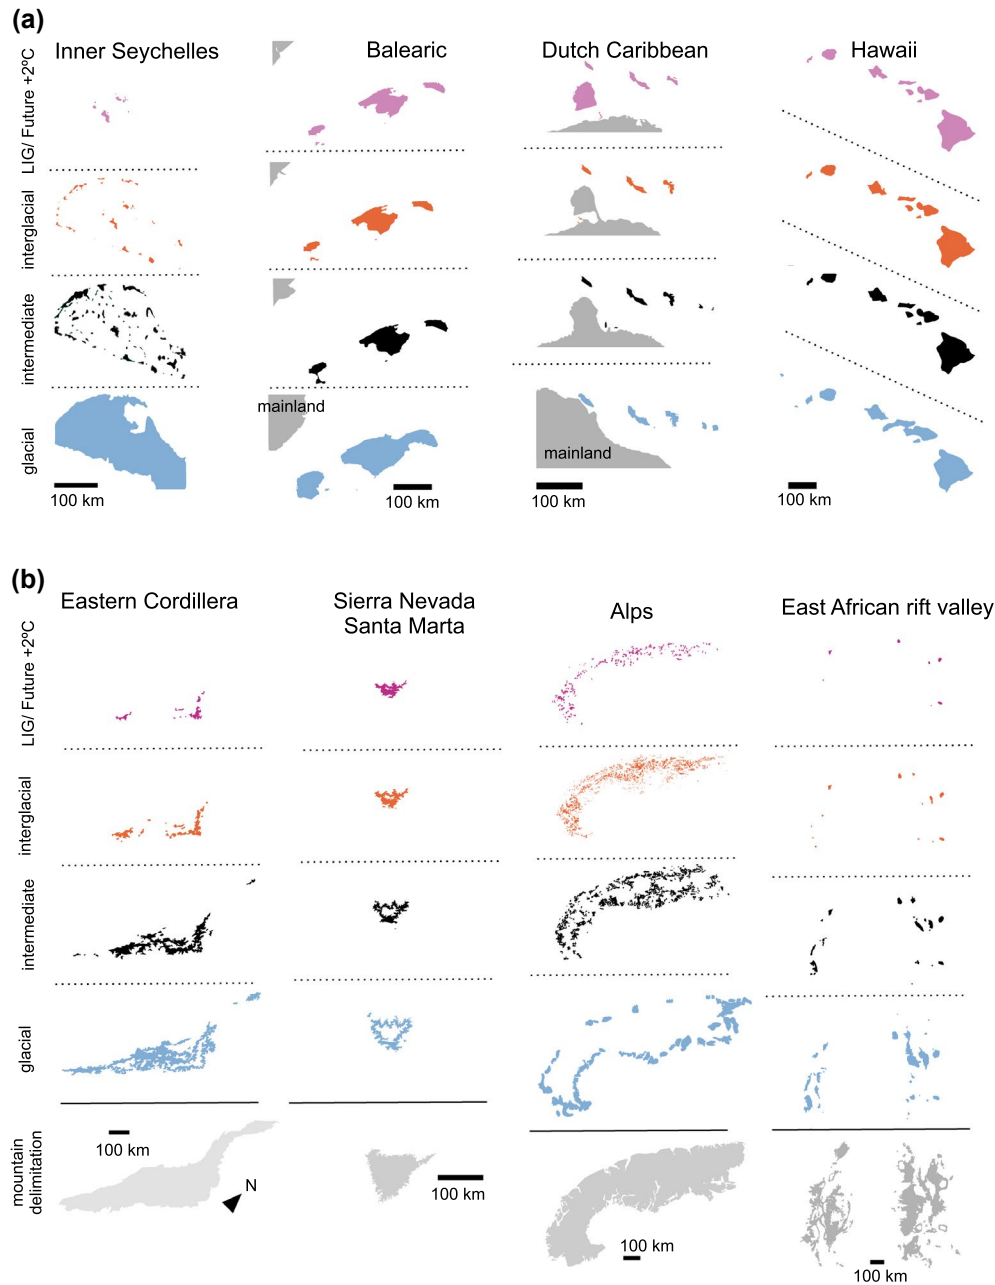 (a)
Inner Seychelles
Balearic
Dutch Caribbean
Hawaii
LIG/ Future +2ºC
interglacial
intermediate
glacial
mainland
mainland
100 km
100 km
100 km
100 km
(b)
Eastern Cordillera
Sierra Nevada
Santa Marta
Alps
East African rift valley
LIG/ Future +2ºC
interglacial
intermediate
glacial
mountain
delimitation
100 km
N
100 km
100 km
100 km